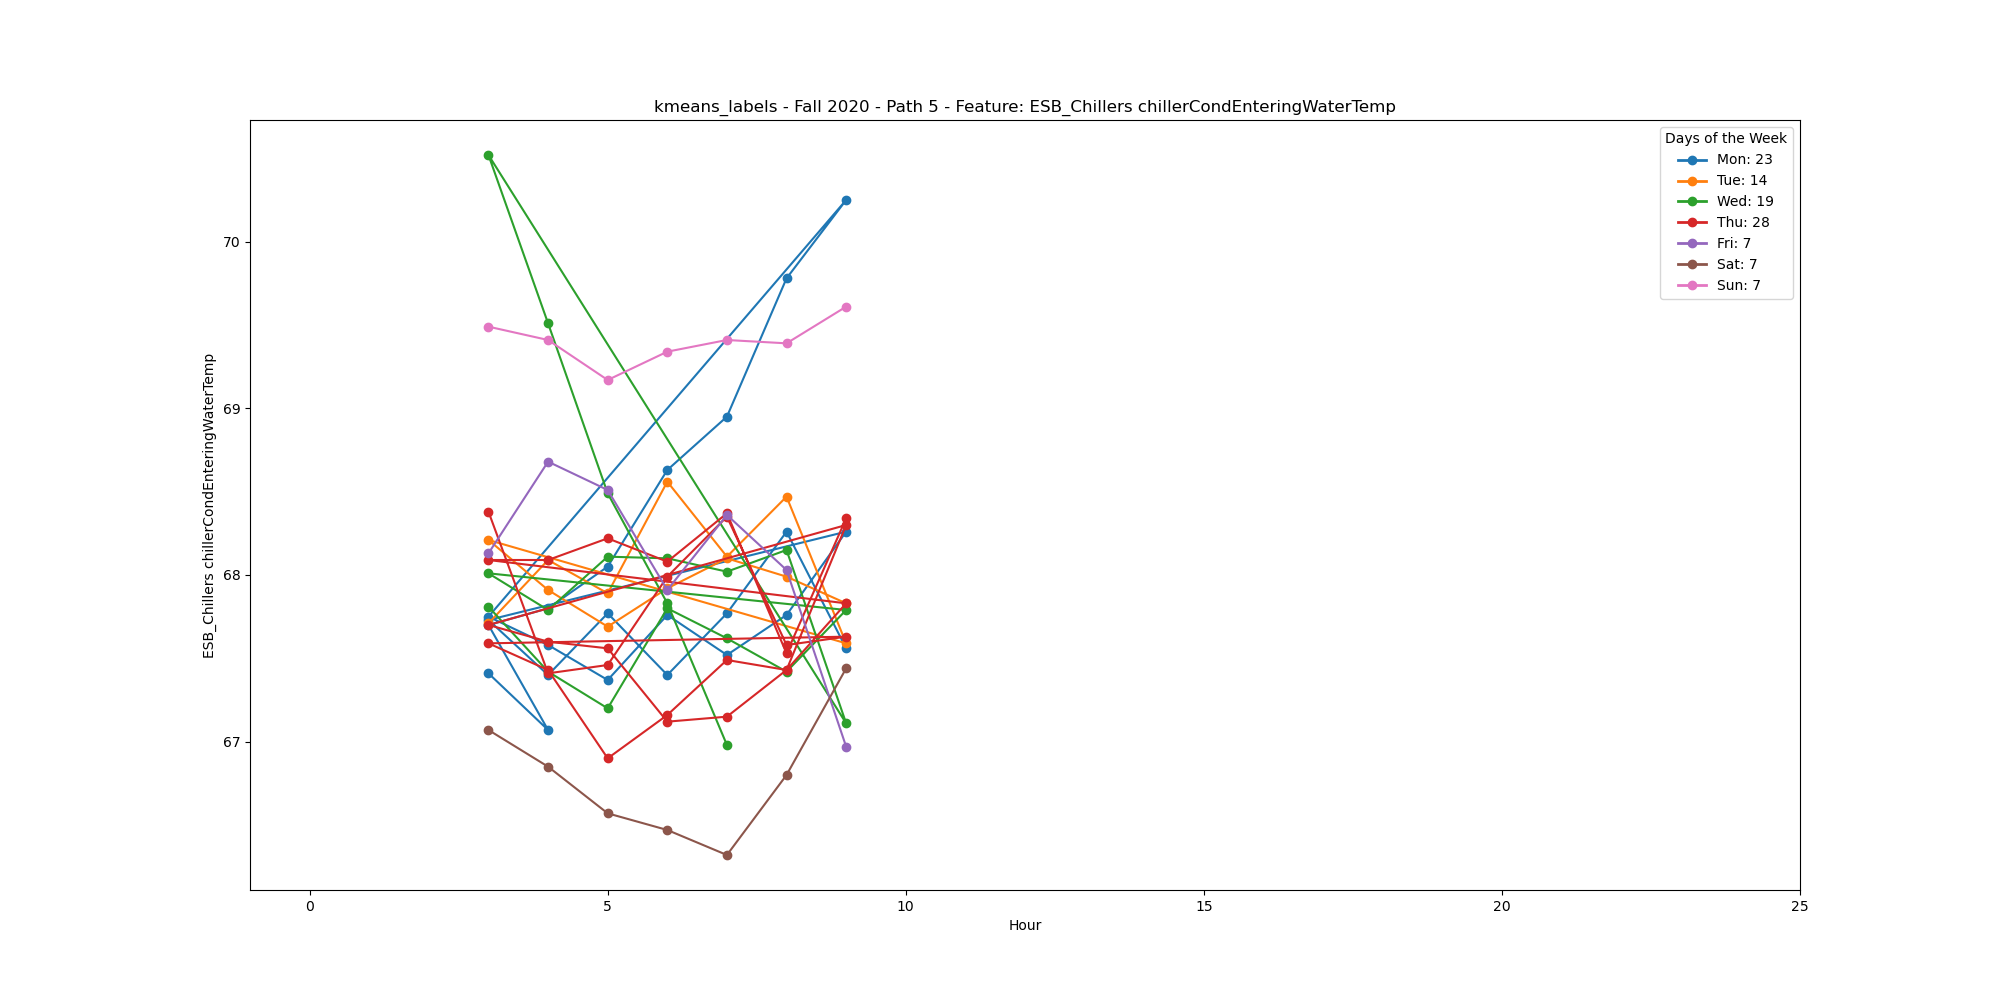 kmeans_labels - Fall 2020 - Path 5 - Feature: ESB_Chillers chillerCondEnteringWaterTemp
Days of the Week
Mon: 23
Tue: 14
Wed: 19
Thu: 28
Fri: 7
Sat: 7
Sun: 7
ESB_Chillers chillerCondEnteringWaterTemp
70
69
68
67
0 5 10 15 20 25
Hour